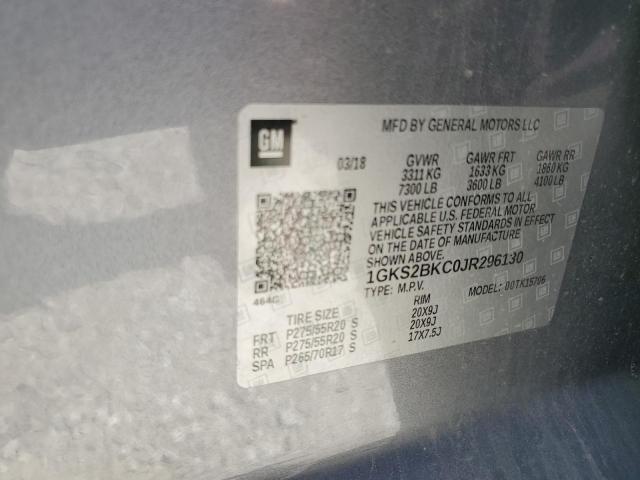 GM
MFD BY GENERAL MOTORS LLC
03/18
GVWR GAWR FRT GAWR RR
3311 KG 1633 KG 1860 KG
7300 LB 3600 LB 4100 LB
THIS VEHICLE CONFORMS TO ALL
APPLICABLE U.S. FEDERAL MOTOR
VEHICLE SAFETY STANDARDS IN EFFECT
ON THE DATE OF MANUFACTURE
SHOWN ABOVE.
1GKS2BKC0JR296130
TYPE: M.P.V. MODEL: 00TK15706
TIRE SIZE RIM
FRT P275/55R20 S 20X9J
RR P275/55R20 S 20X9J
SPA P265/70R17 S 17X7.5J